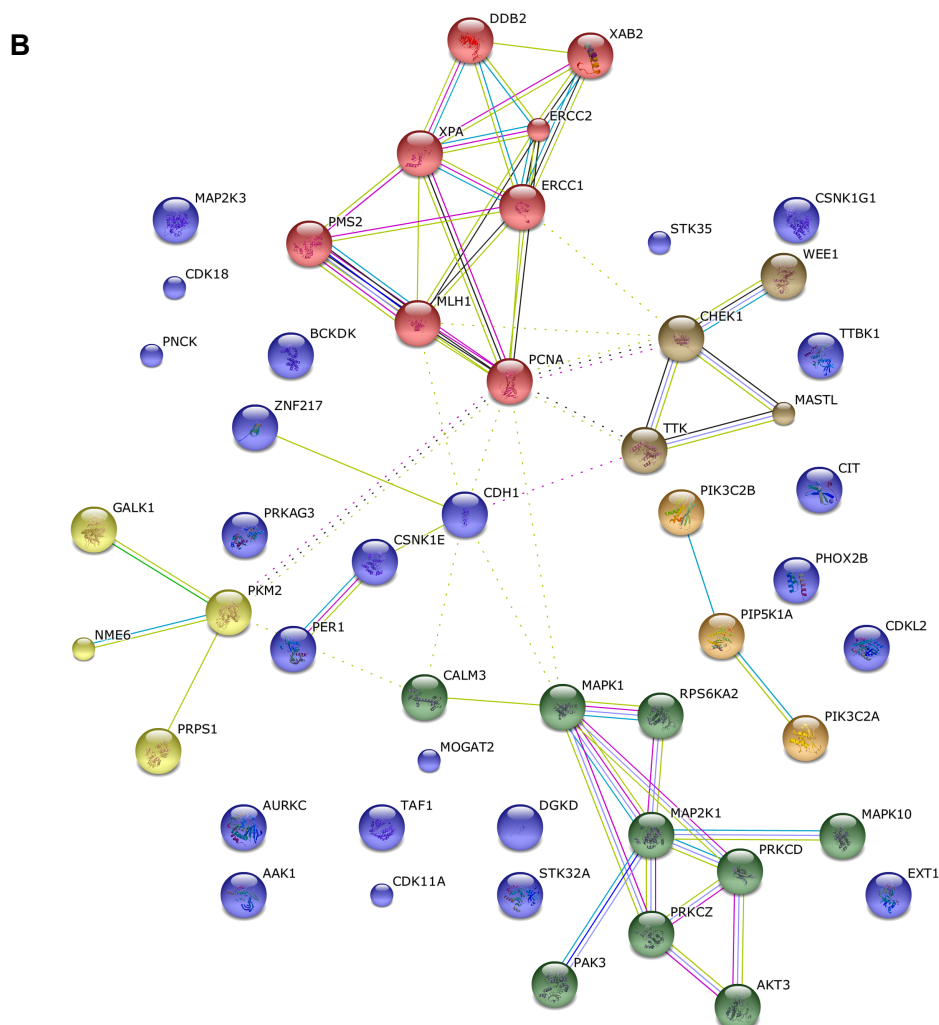 B
DDB2
XAB2
ERCC2
XPA
ERCC1
MAP2K3
CSNK1G1
PMS2
STK35
WEE1
CDK18
MLH1
CHEK1
PNCK
BCKDK
PCNA
TTBK1
ZNF217
MASTL
TTK
CIT
GALK1
PRKAG3
CDH1
PIK3C2B
CSNK1E
PHOX2B
PKM2
NME6
PER1
PIP5K1A
CDKL2
CALM3
MAPK1
RPS6KA2
PRPS1
PIK3C2A
MOGAT2
AURKC
TAF1
DGKD
MAP2K1
MAPK10
PRKCD
AAK1
CDK11A
STK32A
EXT1
PRKCZ
PAK3
AKT3